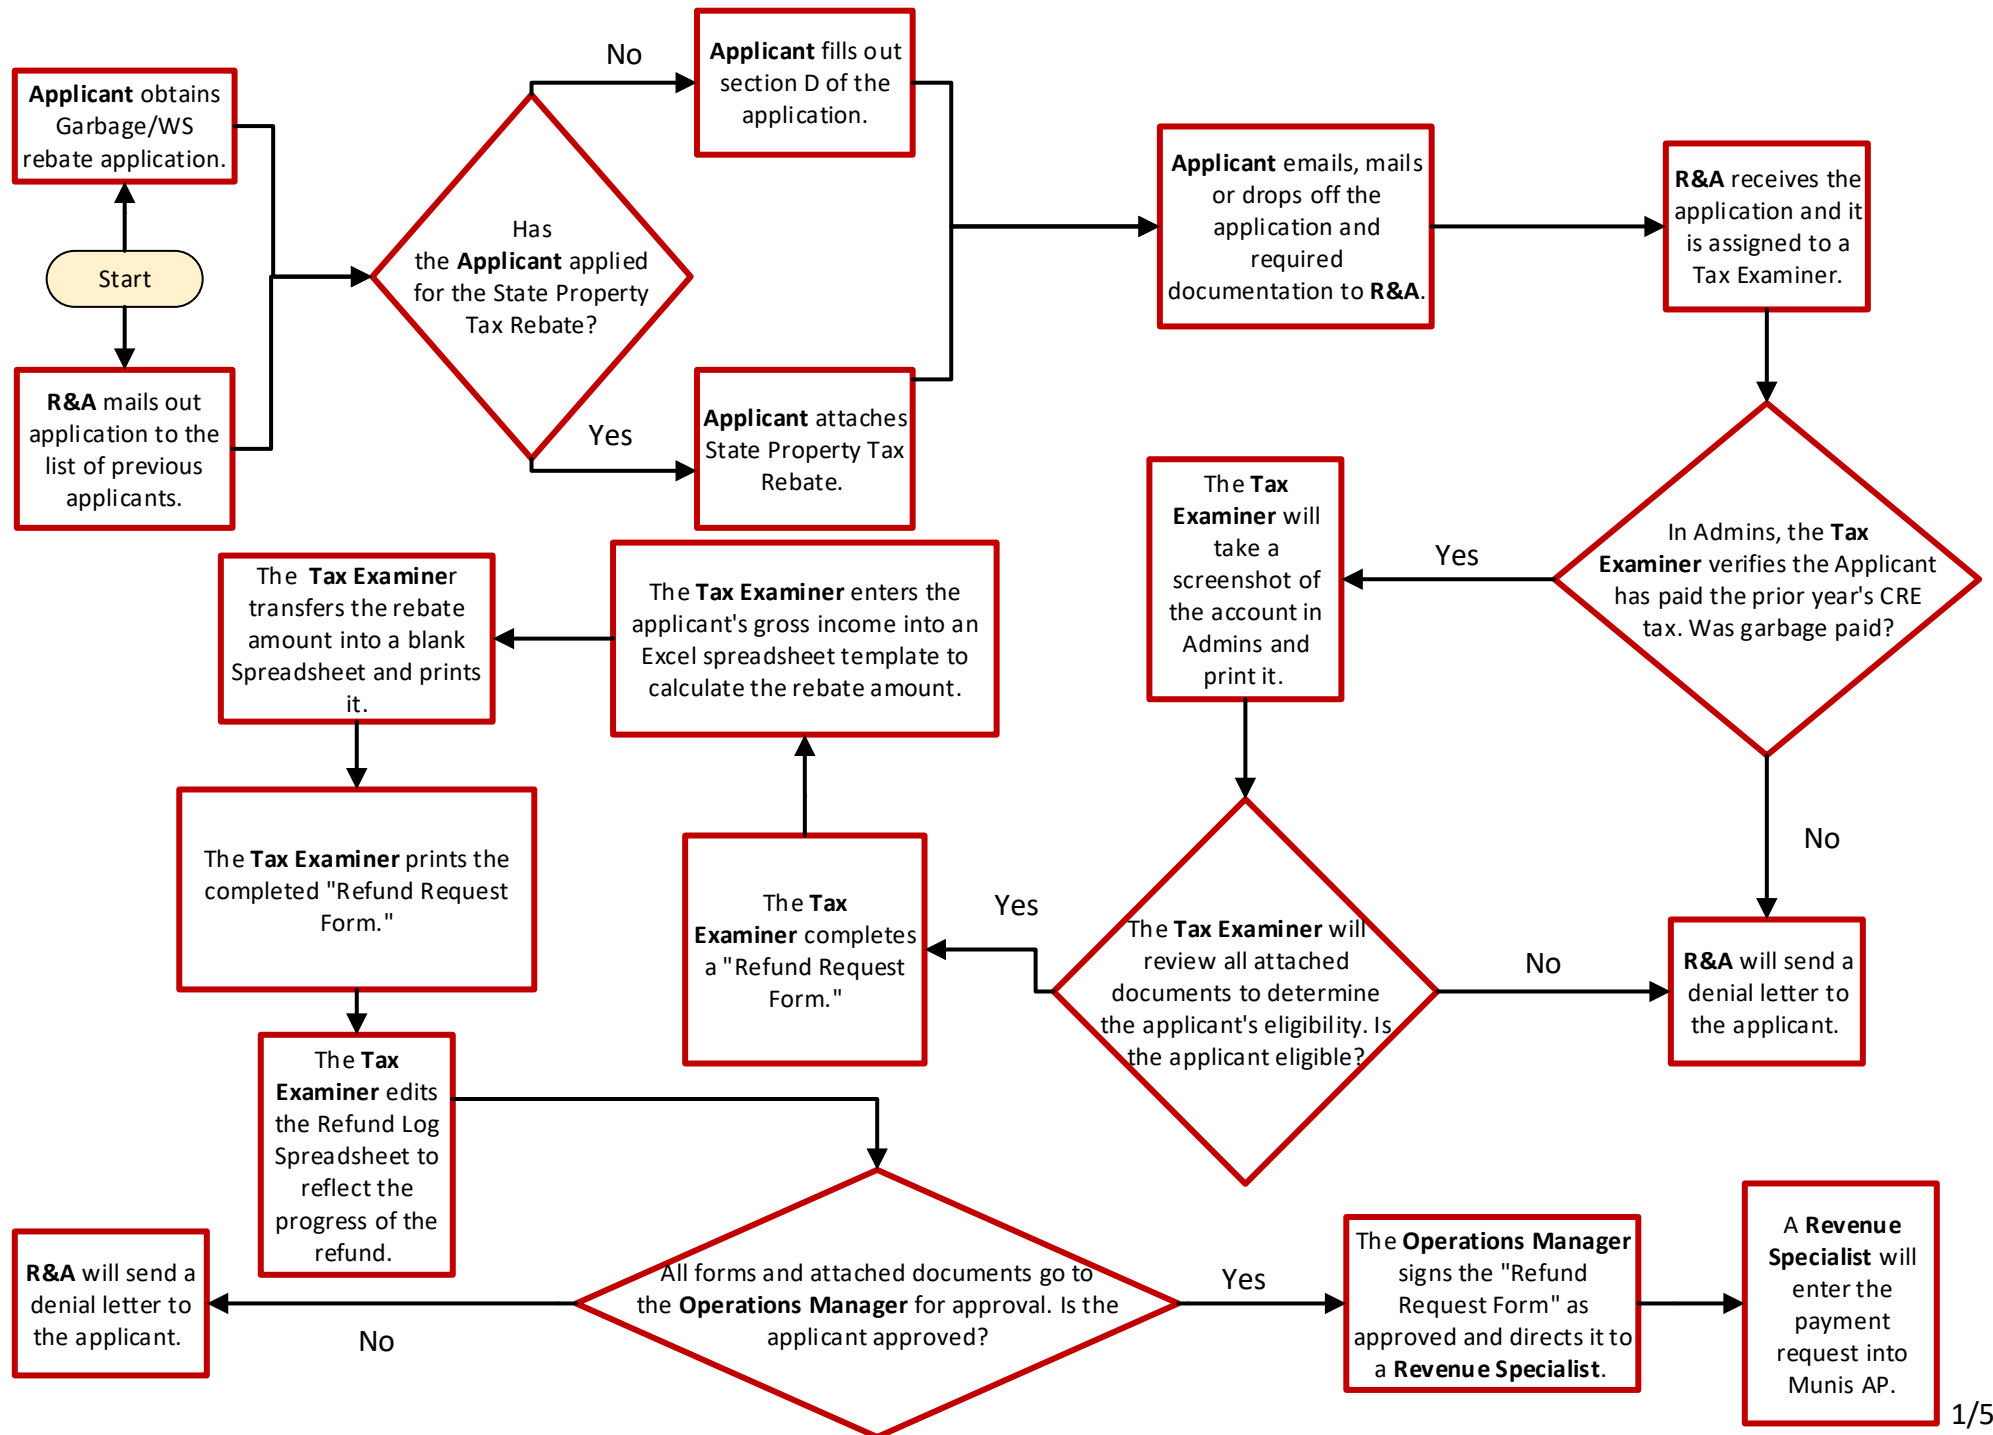 Applicant obtains
Garbage/WS
rebate application.
Start
R&A mails out
application to the
list of previous
applicants.
Has
the Applicant applied
for the State Property
Tax Rebate?
No
Applicant fills out
section D of the
application.
Yes
Applicant attaches
State Property Tax
Rebate.
Applicant emails, mails
or drops off the
application and
required
documentation to R&A.
R&A receives the
application and it
is assigned to a
Tax Examiner.
In Admins, the Tax
Examiner verifies the Applicant
has paid the prior year's CRE
tax. Was garbage paid?
Yes
The Tax
Examiner will
take a
screenshot of
the account in
Admins and
print it.
No
R&A will send a
denial letter to
the applicant.
The Tax Examiner will
review all attached
documents to determine
the applicant's eligibility. Is
the applicant eligible?
No
Yes
The Tax
Examiner completes
a "Refund Request
Form."
The Tax Examiner enters the
applicant's gross income into an
Excel spreadsheet template to
calculate the rebate amount.
The Tax Examiner
transfers the rebate
amount into a blank
Spreadsheet and prints
it.
The Tax Examiner prints the
completed "Refund Request
Form."
The Tax
Examiner edits
the Refund Log
Spreadsheet to
reflect the
progress of the
refund.
All forms and attached documents go to
the Operations Manager for approval. Is the
applicant approved?
No
R&A will send a
denial letter to
the applicant.
Yes
The Operations Manager
signs the "Refund
Request Form" as
approved and directs it to
a Revenue Specialist.
A Revenue
Specialist will
enter the
payment
request into
Munis AP.
1/5